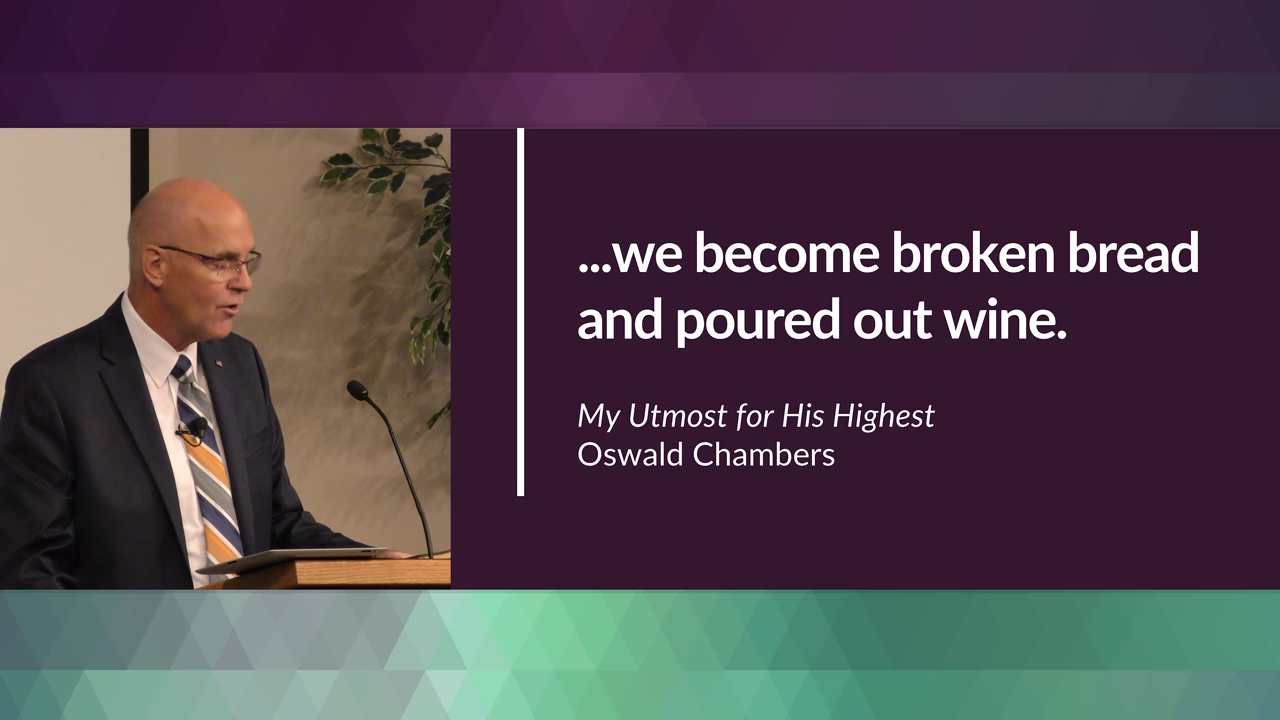 ...we become broken bread
and poured out wine.
My Utmost for His Highest
Oswald Chambers